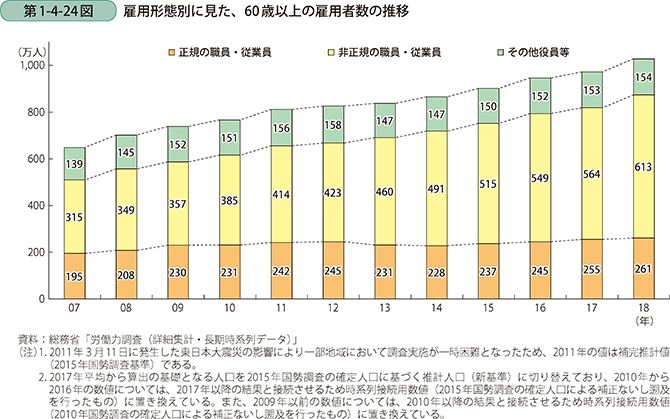 第1-4-24図 雇用形態別に見た、60歳以上の雇用者数の推移
(万人) 正規の職員・従業員 非正規の職員・従業員 その他役員等
1,000
800
600
400
200
0
139 145 152 151 156 158 147 147 150 152 153 154
315 349 357 385 414 423 460 491 515 549 564 613
195 208 230 231 242 245 231 228 237 245 255 261
07 08 09 10 11 12 13 14 15 16 17 18
(年)
資料：総務省「労働力調査（詳細集計・長期時系列データ）」
(注)1. 2011年3月11日に発生した東日本大震災の影響により一部地域において調査実施が一時困難となったため、2011年の値は補完推計値
(2015年国勢調査基準）である。
2. 2017年平均から算出の基礎となる人口を2015年国勢調査の確定人口に基づく推計人口（新基準）に切り替えており、2010年から
2016年の数値については、2017年以降の結果と接続させるため時系列接続用数値（2015年国勢調査の確定人口による補正ないし遡及
を行ったもの）に置き換えている。また、2009年以前の数値については、2010年以降の結果と接続させるため時系列接続用数値
(2010年国勢調査の確定人口による補正ないし遡及を行ったもの）に置き換えている。